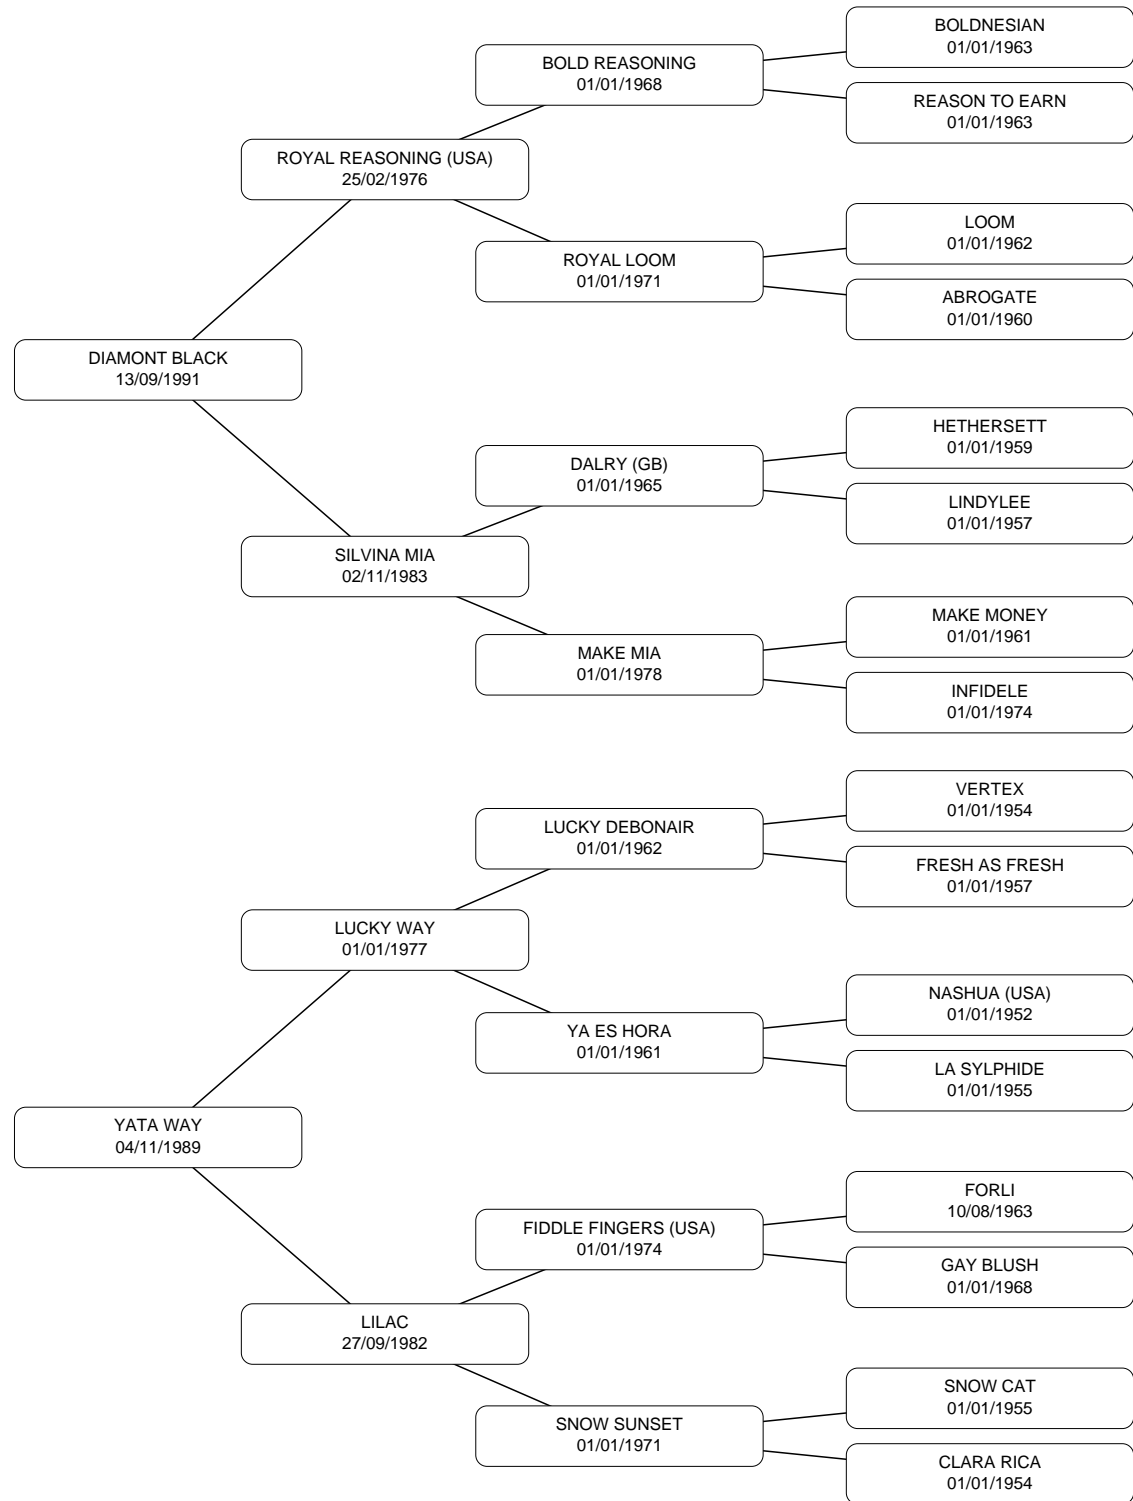 BOLDNESIAN
01/01/1963
BOLD REASONING
01/01/1968
REASON TO EARN
01/01/1963
ROYAL REASONING (USA)
25/02/1976
LOOM
01/01/1962
ROYAL LOOM
01/01/1971
ABROGATE
01/01/1960
DIAMONT BLACK
13/09/1991
HETHERSETT
01/01/1959
DALRY (GB)
01/01/1965
LINDYLEE
01/01/1957
SILVINA MIA
02/11/1983
MAKE MONEY
01/01/1961
MAKE MIA
01/01/1978
INFIDELE
01/01/1974
VERTEX
01/01/1954
LUCKY DEBONAIR
01/01/1962
FRESH AS FRESH
01/01/1957
LUCKY WAY
01/01/1977
NASHUA (USA)
01/01/1952
YA ES HORA
01/01/1961
LA SYLPHIDE
01/01/1955
YATA WAY
04/11/1989
FORLI
10/08/1963
FIDDLE FINGERS (USA)
01/01/1974
GAY BLUSH
01/01/1968
LILAC
27/09/1982
SNOW CAT
01/01/1955
SNOW SUNSET
01/01/1971
CLARA RICA
01/01/1954